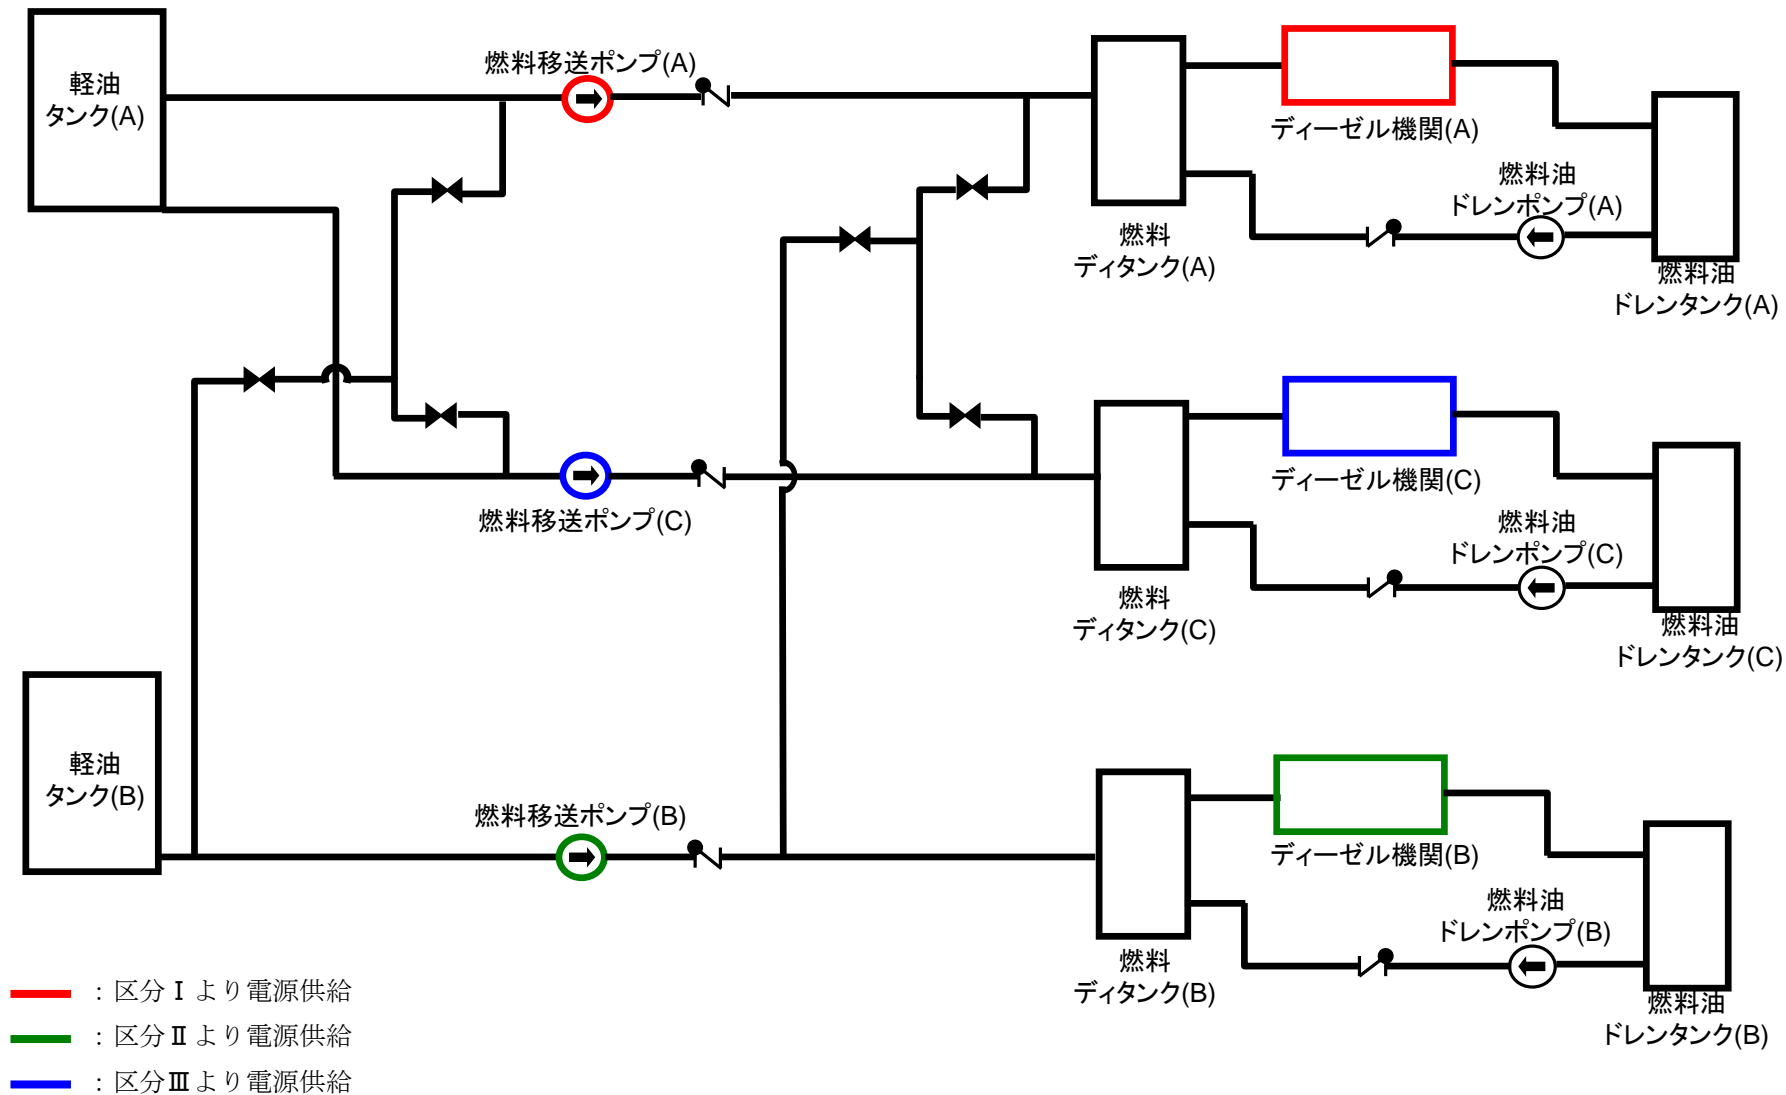 軽油
タンク(A)
燃料移送ポンプ(A)
ディーゼル機関(A)
燃料油
ドレンポンプ(A)
燃料
ディタンク(A)
燃料油
ドレンタンク(A)
燃料移送ポンプ(C)
ディーゼル機関(C)
燃料油
ドレンポンプ(C)
燃料
ディタンク(C)
燃料油
ドレンタンク(C)
軽油
タンク(B)
燃料移送ポンプ(B)
ディーゼル機関(B)
燃料油
ドレンポンプ(B)
燃料
ディタンク(B)
燃料油
ドレンタンク(B)
：区分Ⅰより電源供給
：区分Ⅱより電源供給
：区分Ⅲより電源供給